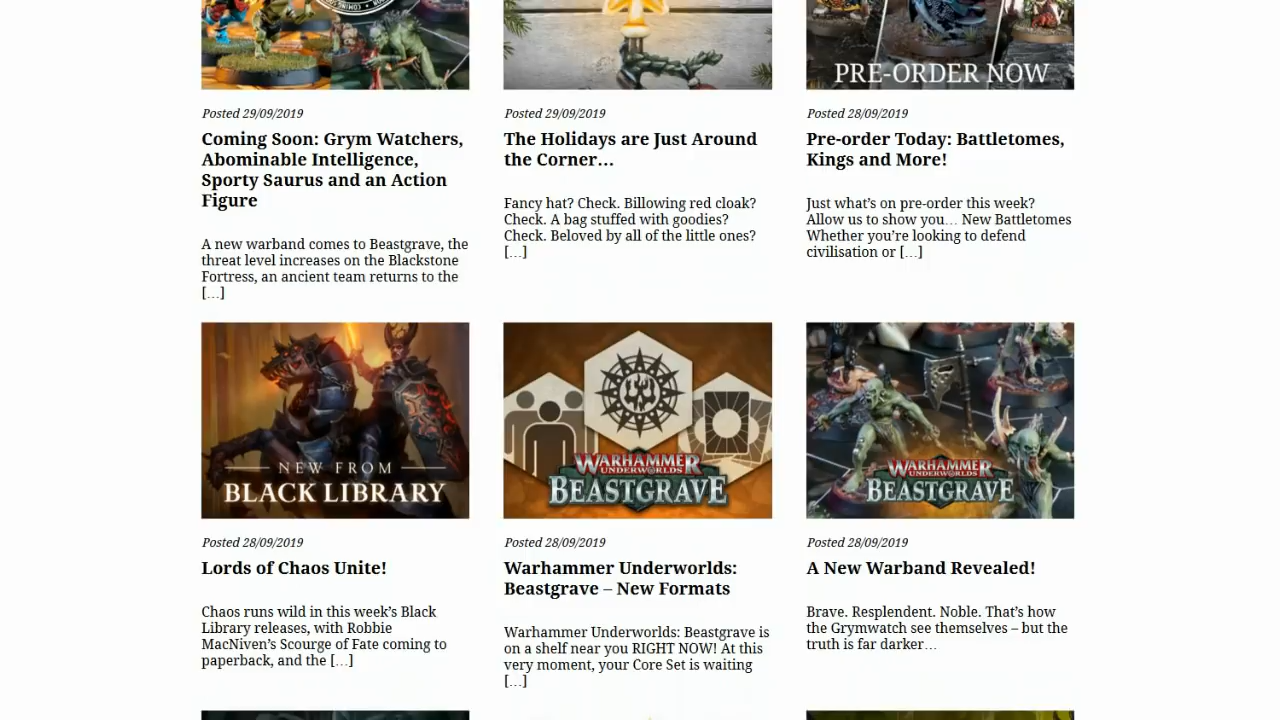 PRE-ORDER NOW
Posted 29/09/2019
Coming Soon: Grym Watchers,
Abominable Intelligence,
Sporty Saurus and an Action
Figure
A new warband comes to Beastgrave, the
threat level increases on the Blackstone
Fortress, an ancient team returns to the
[…]
Posted 29/09/2019
The Holidays are Just Around
the Corner…
Fancy hat? Check. Billowing red cloak?
Check. A bag stuffed with goodies?
Check. Beloved by all of the little ones?
[…]
Posted 28/09/2019
Pre-order Today: Battletomes,
Kings and More!
Just what’s on pre-order this week?
Allow us to show you… New Battletomes
Whether you’re looking to defend
civilisation or […]
NEW FROM
BLACK LIBRARY
Posted 28/09/2019
Lords of Chaos Unite!
Chaos runs wild in this week’s Black
Library releases, with Robbie
MacNiven’s Scourge of Fate coming to
paperback, and the […]
WARHAMMER
UNDERWORLDS
BEASTGRAVE
Posted 28/09/2019
Warhammer Underworlds:
Beastgrave – New Formats
Warhammer Underworlds: Beastgrave is
on a shelf near you RIGHT NOW! At this
very moment, your Core Set is waiting
[…]
WARHAMMER
UNDERWORLDS
BEASTGRAVE
Posted 28/09/2019
A New Warband Revealed!
Brave. Resplendent. Noble. That’s how
the Grymwatch see themselves – but the
truth is far darker…